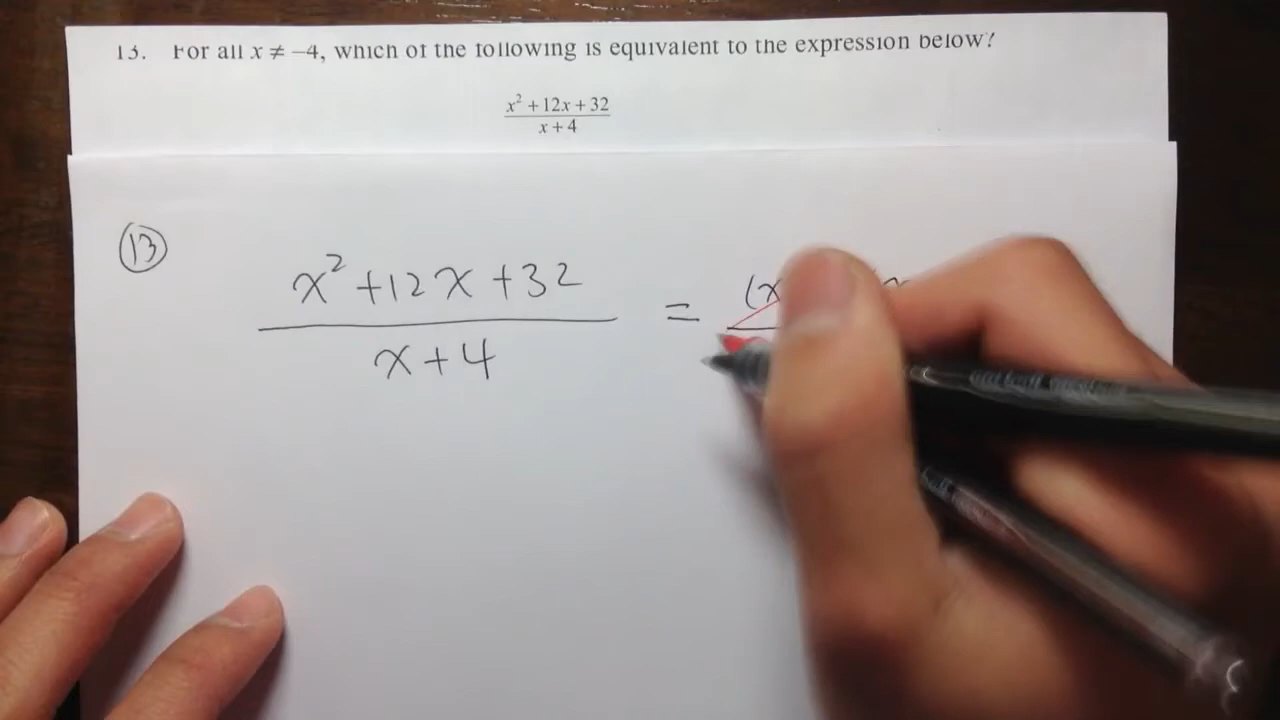 13. For all x ≠ −4, which of the following is equivalent to the expression below?
x² + 12x + 32
x + 4
13
x² + 12x + 32
x + 4
= (x